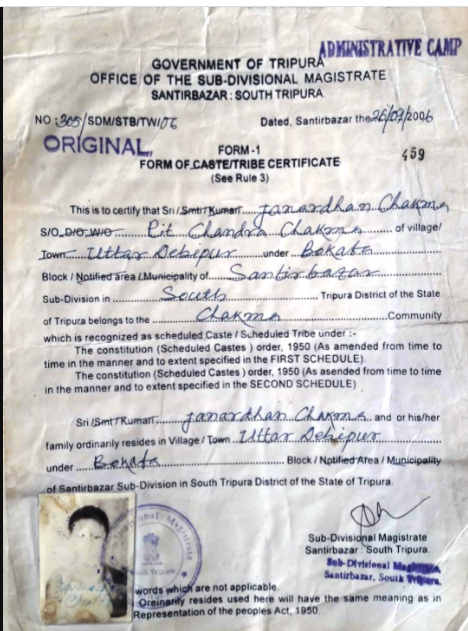 ADMINISTRATIVE CAMP
GOVERNMENT OF TRIPURA
OFFICE OF THE SUB-DIVISIONAL MAGISTRATE
SANTIRBAZAR : SOUTH TRIPURA.
NO : 305/SDM/STB/TW/06 Dated, Santirbazar the 26/03/2006
ORIGINAL
FORM -1 459
FORM OF CASTE/TRIBE CERTIFICATE
(See Rule 3)
This is to certify that Sri / Smt / Kumari Janardhan Chakma
S/O D/O W/O Pit Chandra Chakma of village/
Town Uttar Debipur under Bokafa
Block / Notified area / Municipality of Santirbazar
Sub-Division in South Tripura District of the State
of Tripura belongs to the Chakma Community
which is recognized as scheduled Caste / Scheduled Tribe under :-
The constitution (Scheduled Castes ) order, 1950 (As amended from time to
time in the manner and to extent specified in the FIRST SCHEDULE).
The constitution (Scheduled Castes ) order, 1950 (As asended from time to time
in the manner and to extent specified in the SECOND SCHEDULE)
Sri /Smt / Kumari Janardhan Chakma and or his/her
family ordinarily resides in Village / Town Uttar Debipur
under Bokafa Block / Notified Area / Municipality
of Santirbazar Sub-Division in South Tripura District of the State of Tripura.
Sub-Divisional Magistrate
Santirbazar : South Tripura.
Sub-Divisional Magistrate,
Santirbazar, South Tripura.
words which are not applicable.
Oreinarily resides used here will have the same meaning as in
Representation of the peoples Act, 1950.